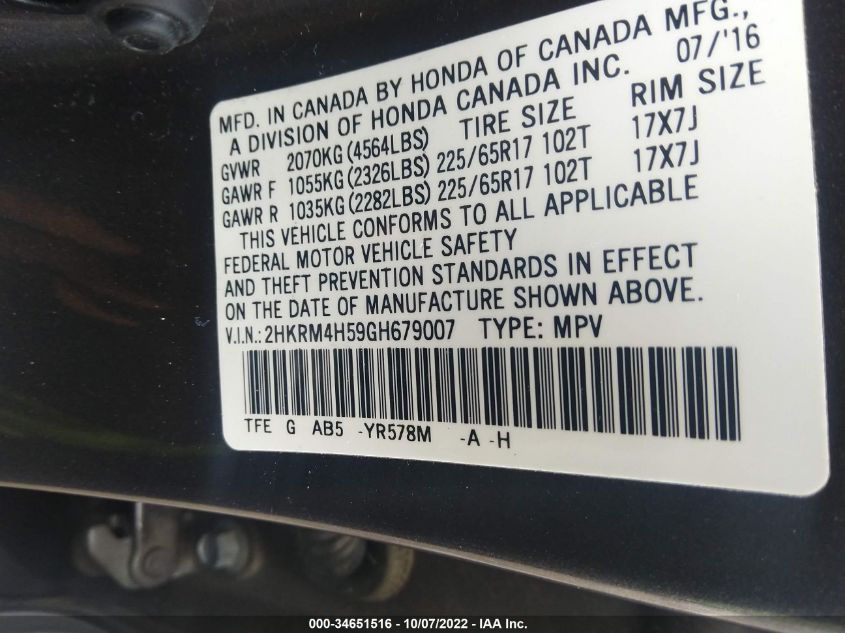 MFD. IN CANADA BY HONDA OF CANADA MFG.,
A DIVISION OF HONDA CANADA INC. 07/'16
GVWR 2070KG(4564LBS) TIRE SIZE RIM SIZE
GAWR F 1055KG(2326LBS) 225/65R17 102T 17X7J
GAWR R 1035KG(2282LBS) 225/65R17 102T 17X7J
THIS VEHICLE CONFORMS TO ALL APPLICABLE
FEDERAL MOTOR VEHICLE SAFETY
AND THEFT PREVENTION STANDARDS IN EFFECT
ON THE DATE OF MANUFACTURE SHOWN ABOVE.
V.I.N.:2HKRM4H59GH679007 TYPE: MPV
TFE G AB5 -YR578M -A -H
000-34651516 - 10/07/2022 - IAA Inc.